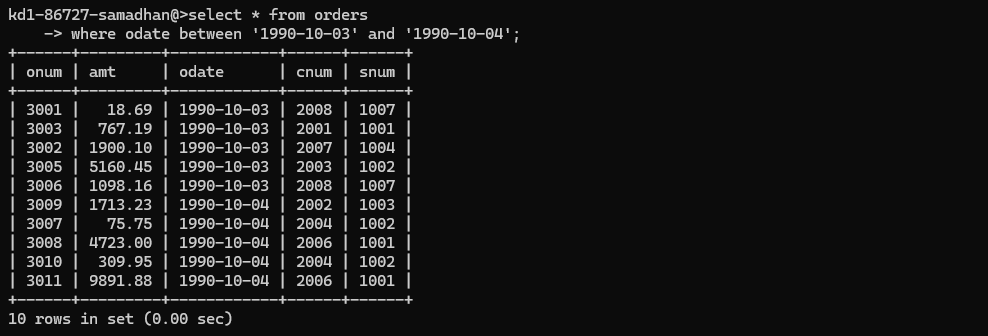 kd1-86727-samadhan@>select * from orders
    -> where odate between '1990-10-03' and '1990-10-04';
+------+---------+------------+------+------+
| onum | amt     | odate      | cnum | snum |
+------+---------+------------+------+------+
| 3001 |   18.69 | 1990-10-03 | 2008 | 1007 |
| 3003 |  767.19 | 1990-10-03 | 2001 | 1001 |
| 3002 | 1900.10 | 1990-10-03 | 2007 | 1004 |
| 3005 | 5160.45 | 1990-10-03 | 2003 | 1002 |
| 3006 | 1098.16 | 1990-10-03 | 2008 | 1007 |
| 3009 | 1713.23 | 1990-10-04 | 2002 | 1003 |
| 3007 |   75.75 | 1990-10-04 | 2004 | 1002 |
| 3008 | 4723.00 | 1990-10-04 | 2006 | 1001 |
| 3010 |  309.95 | 1990-10-04 | 2004 | 1002 |
| 3011 | 9891.88 | 1990-10-04 | 2006 | 1001 |
+------+---------+------------+------+------+
10 rows in set (0.00 sec)